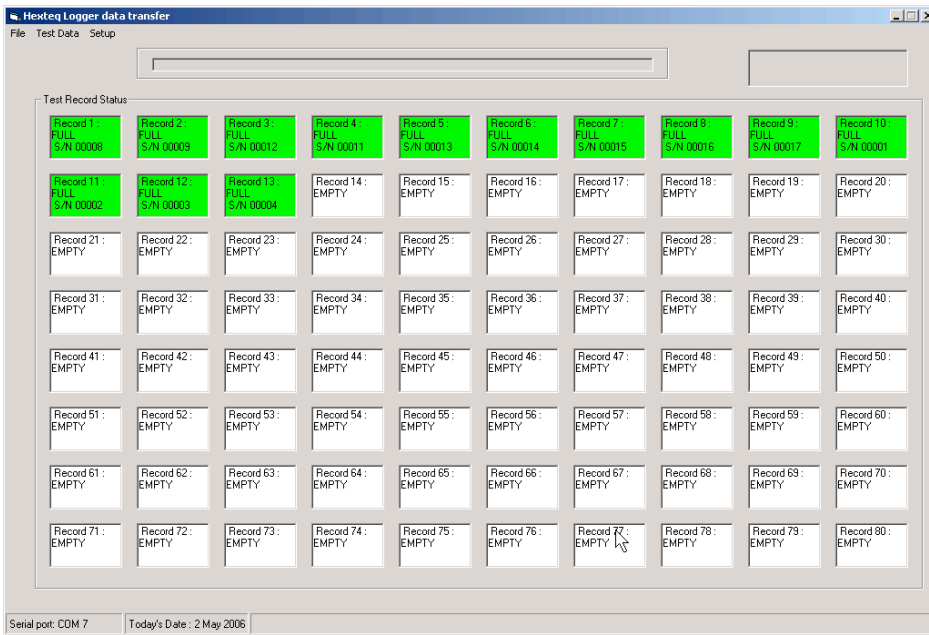 Hexteq Logger data transfer
File Test Data Setup
Test Record Status
Record 1 : Record 2 : Record 3 : Record 4 : Record 5 : Record 6 : Record 7 : Record 8 : Record 9 : Record 10 :
FULL FULL FULL FULL FULL FULL FULL FULL FULL FULL
S/N 00008 S/N 00009 S/N 00012 S/N 00011 S/N 00013 S/N 00014 S/N 00015 S/N 00016 S/N 00017 S/N 00001
Record 11 : Record 12 : Record 13 : Record 14 : Record 15 : Record 16 : Record 17 : Record 18 : Record 19 : Record 20 :
FULL FULL FULL EMPTY EMPTY EMPTY EMPTY EMPTY EMPTY EMPTY
S/N 00002 S/N 00003 S/N 00004
Record 21 : Record 22 : Record 23 : Record 24 : Record 25 : Record 26 : Record 27 : Record 28 : Record 29 : Record 30 :
EMPTY EMPTY EMPTY EMPTY EMPTY EMPTY EMPTY EMPTY EMPTY EMPTY
Record 31 : Record 32 : Record 33 : Record 34 : Record 35 : Record 36 : Record 37 : Record 38 : Record 39 : Record 40 :
EMPTY EMPTY EMPTY EMPTY EMPTY EMPTY EMPTY EMPTY EMPTY EMPTY
Record 41 : Record 42 : Record 43 : Record 44 : Record 45 : Record 46 : Record 47 : Record 48 : Record 49 : Record 50 :
EMPTY EMPTY EMPTY EMPTY EMPTY EMPTY EMPTY EMPTY EMPTY EMPTY
Record 51 : Record 52 : Record 53 : Record 54 : Record 55 : Record 56 : Record 57 : Record 58 : Record 59 : Record 60 :
EMPTY EMPTY EMPTY EMPTY EMPTY EMPTY EMPTY EMPTY EMPTY EMPTY
Record 61 : Record 62 : Record 63 : Record 64 : Record 65 : Record 66 : Record 67 : Record 68 : Record 69 : Record 70 :
EMPTY EMPTY EMPTY EMPTY EMPTY EMPTY EMPTY EMPTY EMPTY EMPTY
Record 71 : Record 72 : Record 73 : Record 74 : Record 75 : Record 76 : Record 77 : Record 78 : Record 79 : Record 80 :
EMPTY EMPTY EMPTY EMPTY EMPTY EMPTY EMPTY EMPTY EMPTY EMPTY
Serial port: COM 7 Today's Date : 2 May 2006